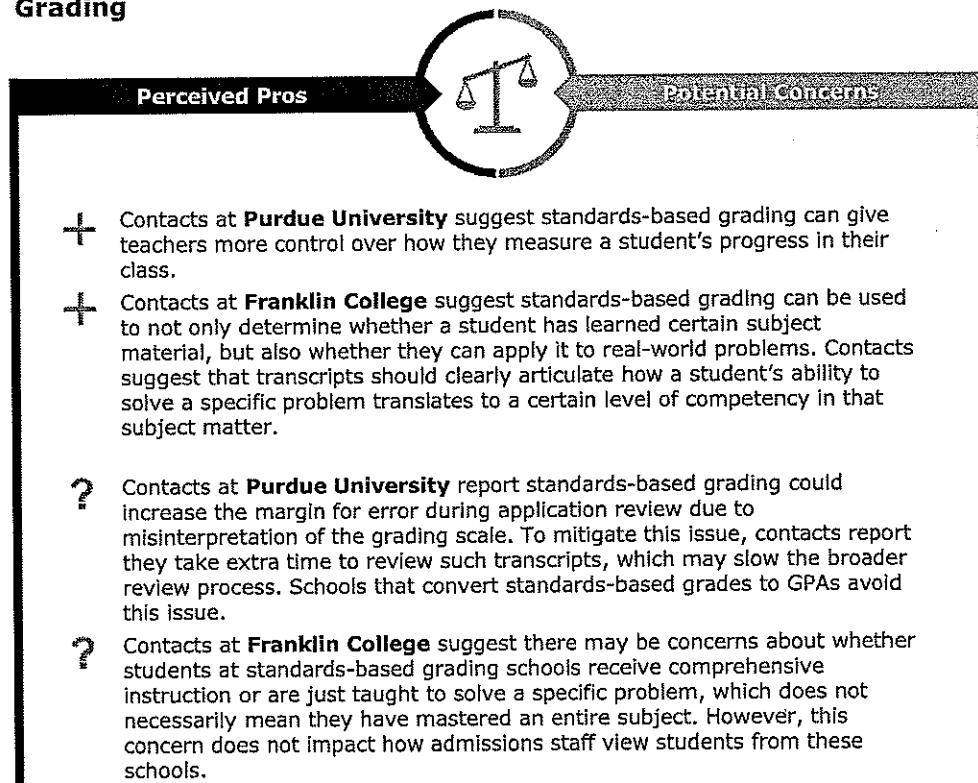 Grading
Perceived Pros
Potential Concerns
+ Contacts at Purdue University suggest standards-based grading can give
teachers more control over how they measure a student's progress in their
class.
+ Contacts at Franklin College suggest standards-based grading can be used
to not only determine whether a student has learned certain subject
material, but also whether they can apply it to real-world problems. Contacts
suggest that transcripts should clearly articulate how a student's ability to
solve a specific problem translates to a certain level of competency in that
subject matter.
? Contacts at Purdue University report standards-based grading could
increase the margin for error during application review due to
misinterpretation of the grading scale. To mitigate this issue, contacts report
they take extra time to review such transcripts, which may slow the broader
review process. Schools that convert standards-based grades to GPAs avoid
this issue.
? Contacts at Franklin College suggest there may be concerns about whether
students at standards-based grading schools receive comprehensive
instruction or are just taught to solve a specific problem, which does not
necessarily mean they have mastered an entire subject. However, this
concern does not impact how admissions staff view students from these
schools.